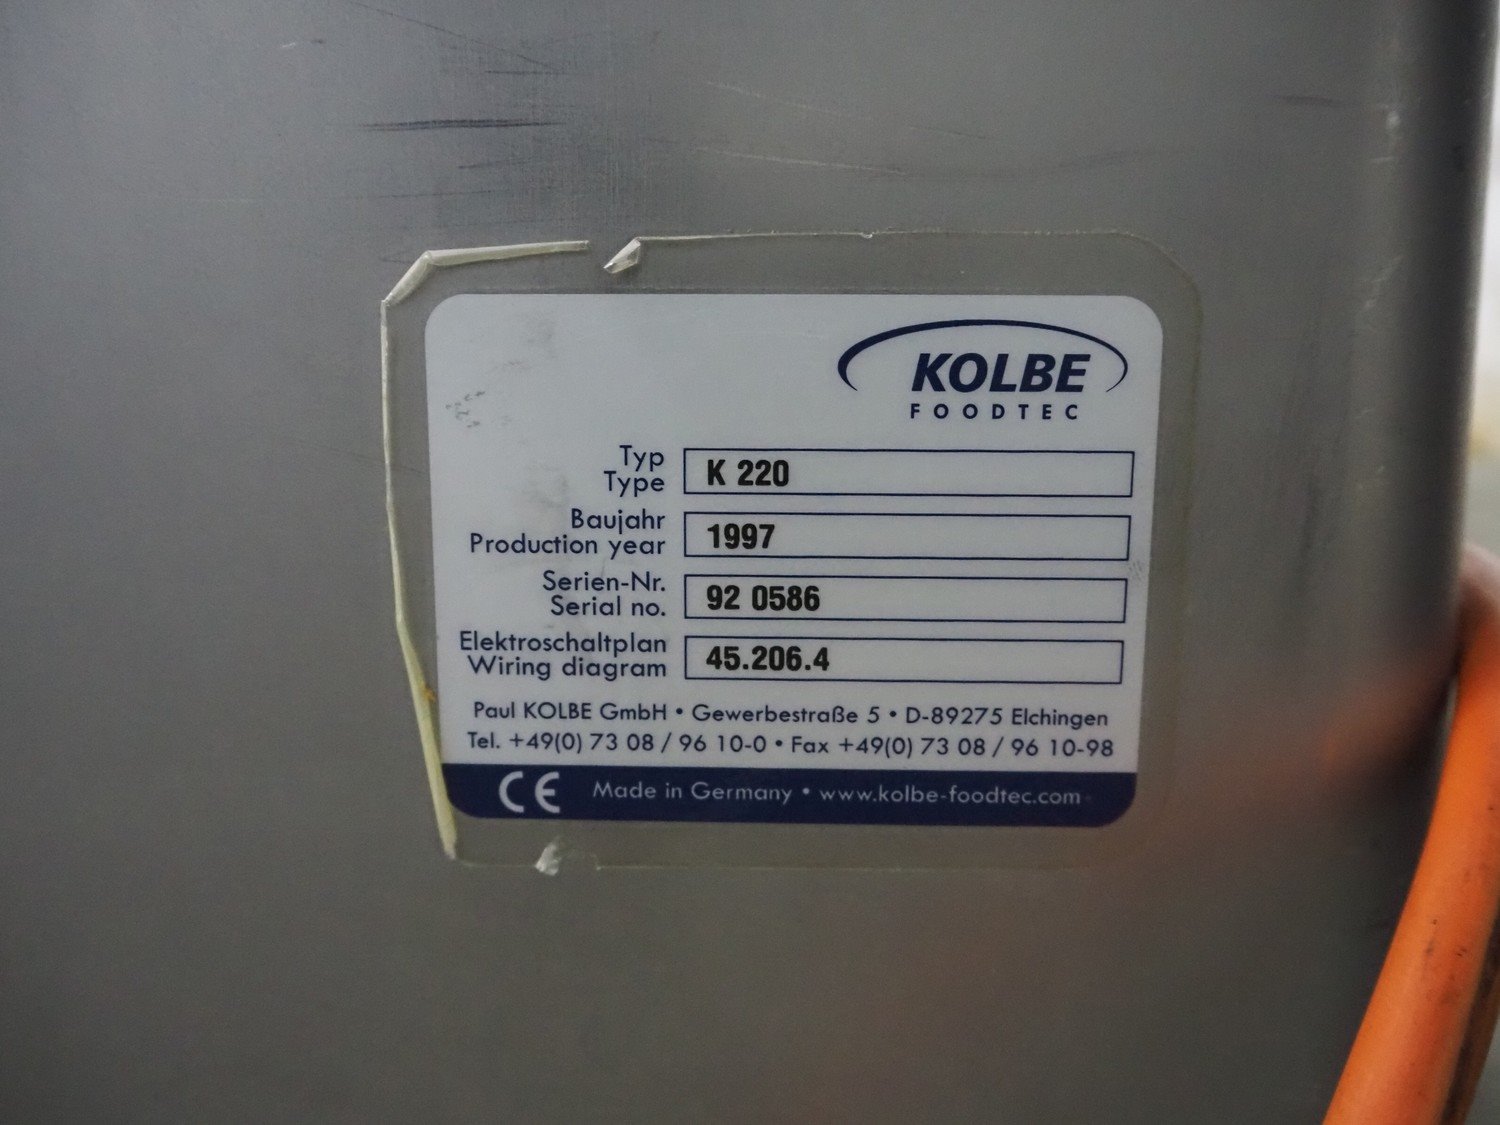 KOLBE
FOODTEC
Typ
Type
K 220
Baujahr
Production year
1997
Serien-Nr.
Serial no.
92 0586
Elektroschaltplan
Wiring diagram
45.206.4
Paul KOLBE GmbH • Gewerbestraße 5 • D-89275 Elchingen
Tel. +49(0) 73 08 / 96 10-0 • Fax +49(0) 73 08 / 96 10-98
CE Made in Germany • www.kolbe-foodtec.com